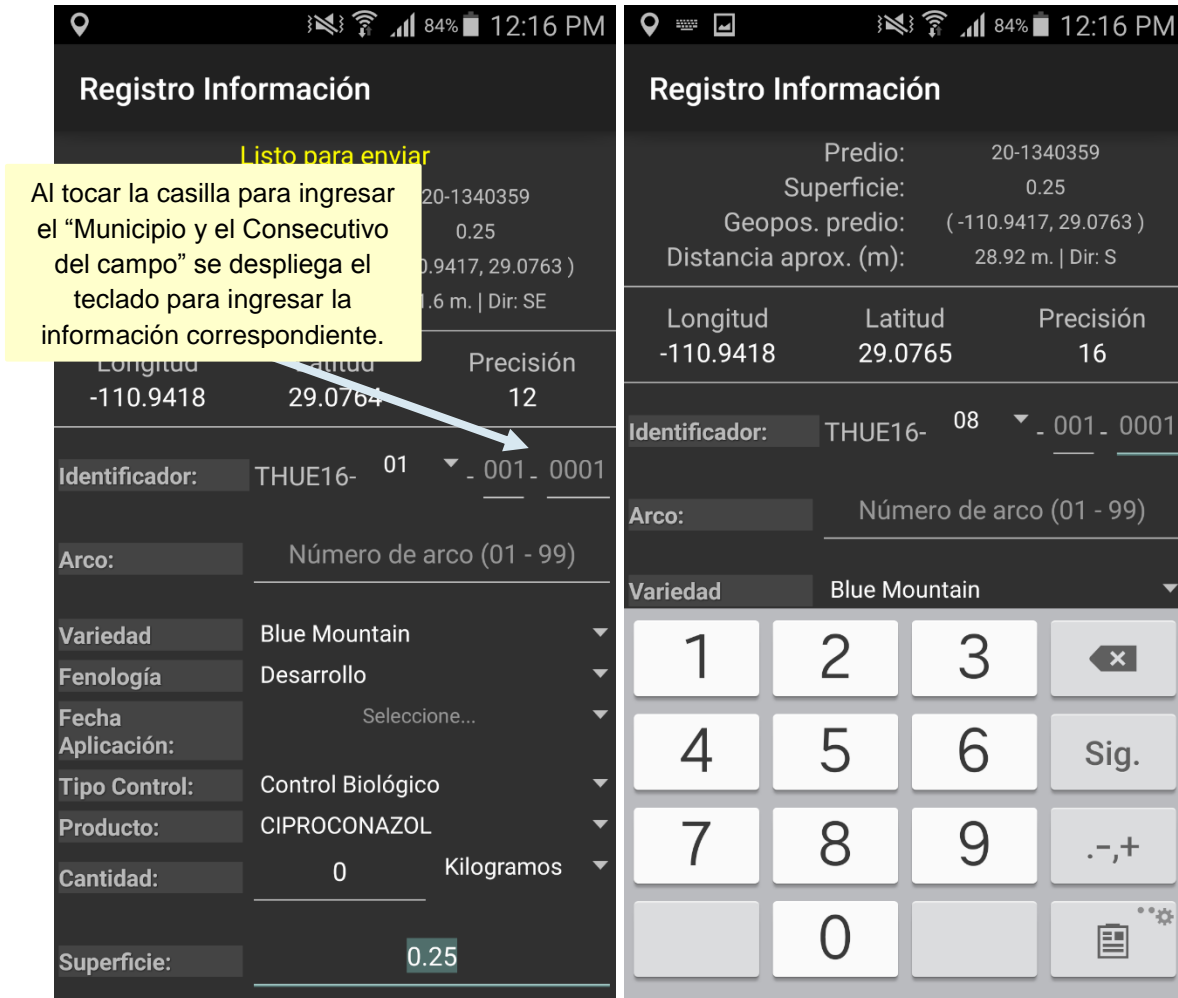 84% 12:16 PM
Registro Información
Listo para enviar
Al tocar la casilla para ingresar
el “Municipio y el Consecutivo
del campo” se despliega el
teclado para ingresar la
información correspondiente.
20-1340359
0.25
.9417, 29.0763 )
.6 m. | Dir: SE
Longitud Latitud Precisión
-110.9418 29.0764 12
Identificador: THUE16- 01 - 001 - 0001
Arco: Número de arco (01 - 99)
Variedad Blue Mountain
Fenología Desarrollo
Fecha
Aplicación: Seleccione...
Tipo Control: Control Biológico
Producto: CIPROCONAZOL
Cantidad: 0 Kilogramos
Superficie: 0.25
84% 12:16 PM
Registro Información
Predio: 20-1340359
Superficie: 0.25
Geopos. predio: ( -110.9417, 29.0763 )
Distancia aprox. (m): 28.92 m. | Dir: S
Longitud Latitud Precisión
-110.9418 29.0765 16
Identificador: THUE16- 08 - 001 - 0001
Arco: Número de arco (01 - 99)
Variedad Blue Mountain
1 2 3
4 5 6 Sig.
7 8 9 .-,+
0